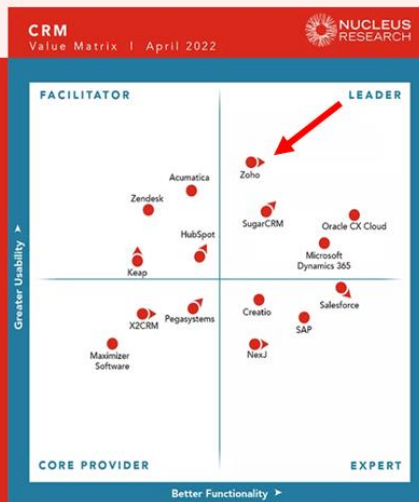 CRM
Value Matrix | April 2022
NUCLEUS
RESEARCH
FACILITATOR
LEADER
Zoho
Acumatica
Zendesk
SugarCRM
Oracle CX Cloud
HubSpot
Microsoft
Dynamics 365
Keap
Greater Usability
X2CRM
Pegasystems
Creatio
Salesforce
SAP
Maximizer
Software
NexJ
CORE PROVIDER
EXPERT
Better Functionality